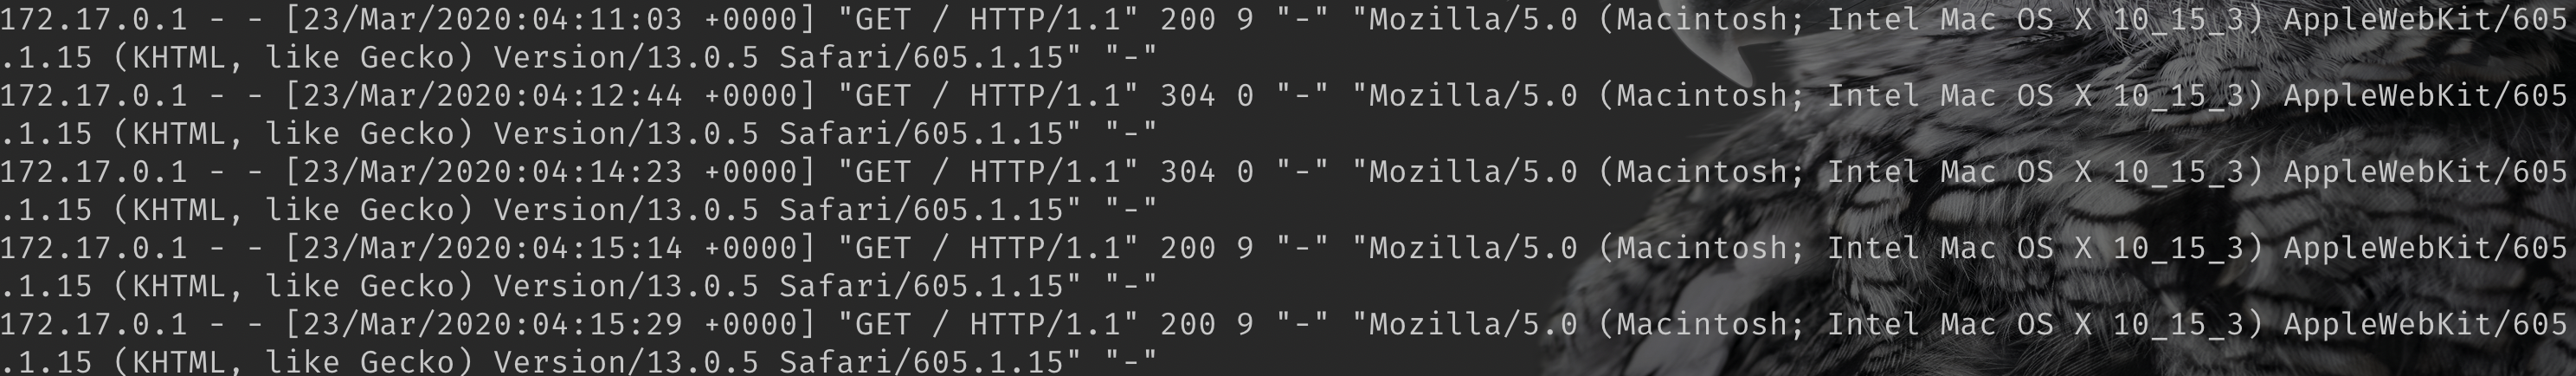 172.17.0.1 - - [23/Mar/2020:04:11:03 +0000] "GET / HTTP/1.1" 200 9 "-" "Mozilla/5.0 (Macintosh; Intel Mac OS X 10_15_3) AppleWebKit/605
.1.15 (KHTML, like Gecko) Version/13.0.5 Safari/605.1.15" "-"
172.17.0.1 - - [23/Mar/2020:04:12:44 +0000] "GET / HTTP/1.1" 304 0 "-" "Mozilla/5.0 (Macintosh; Intel Mac OS X 10_15_3) AppleWebKit/605
.1.15 (KHTML, like Gecko) Version/13.0.5 Safari/605.1.15" "-"
172.17.0.1 - - [23/Mar/2020:04:14:23 +0000] "GET / HTTP/1.1" 304 0 "-" "Mozilla/5.0 (Macintosh; Intel Mac OS X 10_15_3) AppleWebKit/605
.1.15 (KHTML, like Gecko) Version/13.0.5 Safari/605.1.15" "-"
172.17.0.1 - - [23/Mar/2020:04:15:14 +0000] "GET / HTTP/1.1" 200 9 "-" "Mozilla/5.0 (Macintosh; Intel Mac OS X 10_15_3) AppleWebKit/605
.1.15 (KHTML, like Gecko) Version/13.0.5 Safari/605.1.15" "-"
172.17.0.1 - - [23/Mar/2020:04:15:29 +0000] "GET / HTTP/1.1" 200 9 "-" "Mozilla/5.0 (Macintosh; Intel Mac OS X 10_15_3) AppleWebKit/605
.1.15 (KHTML, like Gecko) Version/13.0.5 Safari/605.1.15" "-"